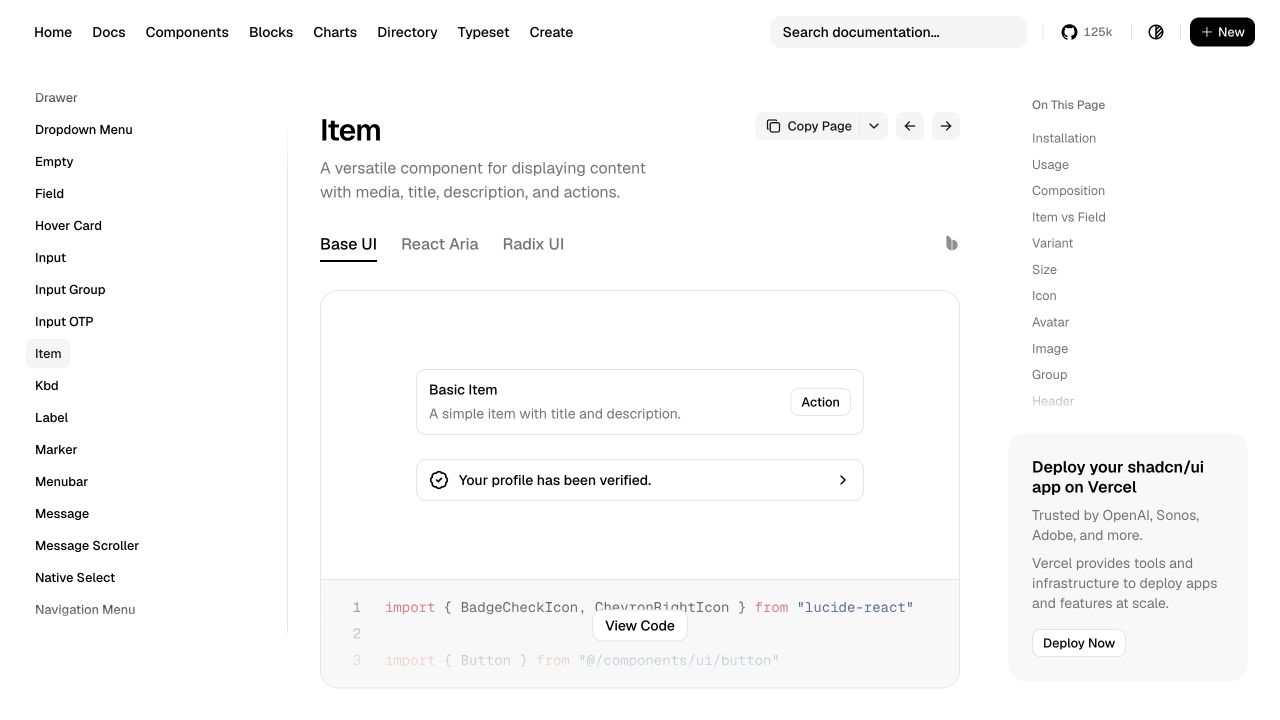 Home Docs Components Blocks Charts Directory Typeset Create
Search documentation...
125k
New
Drawer
Dropdown Menu
Empty
Field
Hover Card
Input
Input Group
Input OTP
Item
Kbd
Label
Marker
Menubar
Message
Message Scroller
Native Select
Navigation Menu
Item
Copy Page
A versatile component for displaying content
with media, title, description, and actions.
Base UI React Aria Radix UI
Basic Item
A simple item with title and description.
Action
Your profile has been verified.
1 import { BadgeCheckIcon, ChevronRightIcon } from "lucide-react"
2
View Code
3 import { Button } from "@/components/ui/button"
On This Page
Installation
Usage
Composition
Item vs Field
Variant
Size
Icon
Avatar
Image
Group
Header
Deploy your shadcn/ui
app on Vercel
Trusted by OpenAI, Sonos,
Adobe, and more.
Vercel provides tools and
infrastructure to deploy apps
and features at scale.
Deploy Now